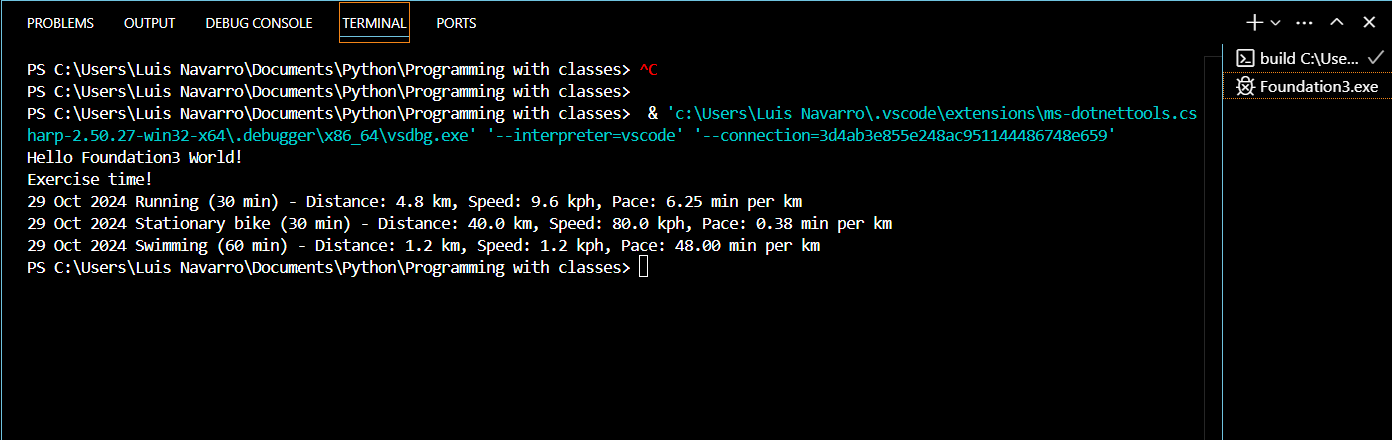 PROBLEMS OUTPUT DEBUG CONSOLE TERMINAL PORTS
PS C:\Users\Luis Navarro\Documents\Python\Programming with classes> ^C
PS C:\Users\Luis Navarro\Documents\Python\Programming with classes>
PS C:\Users\Luis Navarro\Documents\Python\Programming with classes>  & 'c:\Users\Luis Navarro\.vscode\extensions\ms-dotnettools.cs
harp-2.50.27-win32-x64\.debugger\x86_64\vsdbg.exe' '--interpreter=vscode' '--connection=3d4ab3e855e248ac951144486748e659'
Hello Foundation3 World!
Exercise time!
29 Oct 2024 Running (30 min) - Distance: 4.8 km, Speed: 9.6 kph, Pace: 6.25 min per km
29 Oct 2024 Stationary bike (30 min) - Distance: 40.0 km, Speed: 80.0 kph, Pace: 0.38 min per km
29 Oct 2024 Swimming (60 min) - Distance: 1.2 km, Speed: 1.2 kph, Pace: 48.00 min per km
PS C:\Users\Luis Navarro\Documents\Python\Programming with classes>
build C:\Use...
Foundation3.exe